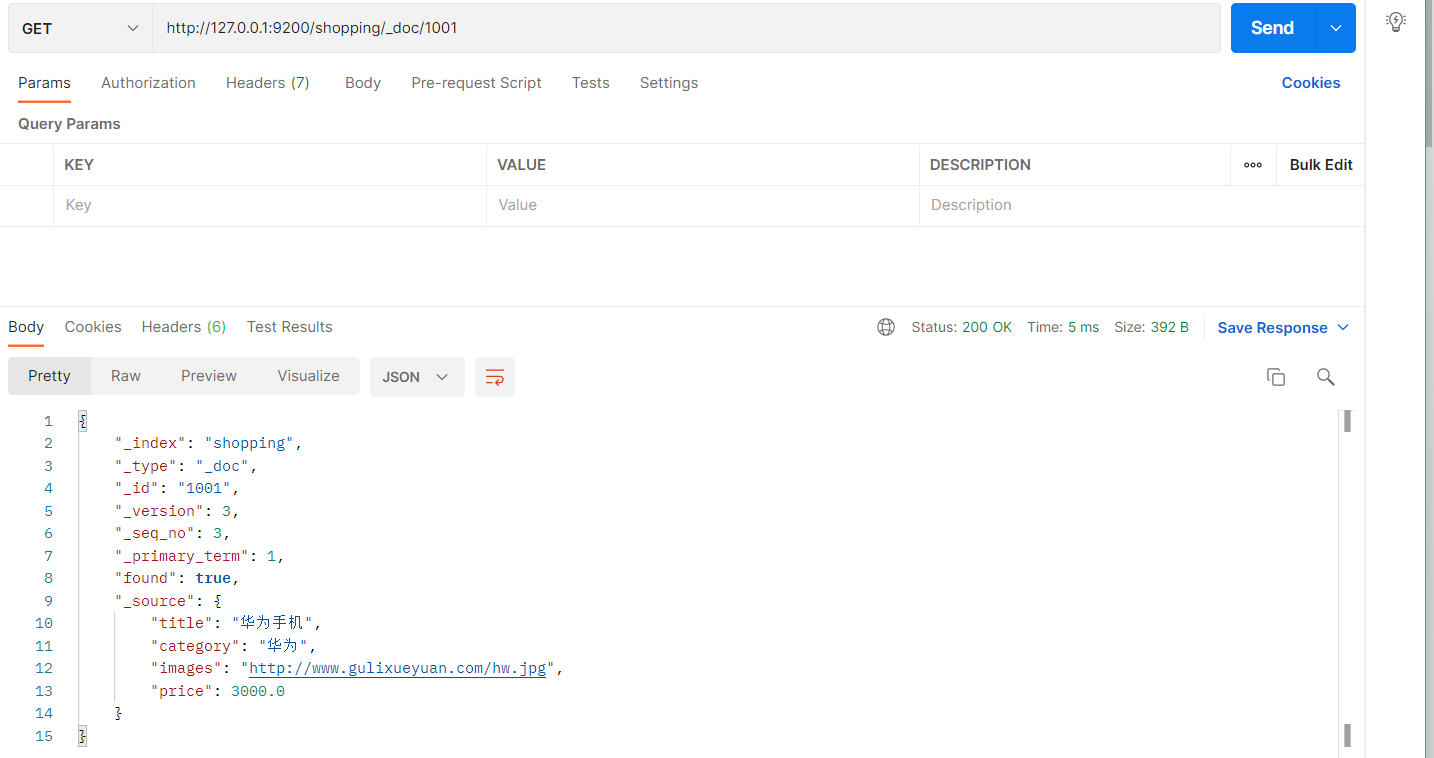 GET http://127.0.0.1:9200/shopping/_doc/1001 Send
Params Authorization Headers (7) Body Pre-request Script Tests Settings Cookies
Query Params
KEY VALUE DESCRIPTION Bulk Edit
Key Value Description
Body Cookies Headers (6) Test Results Status: 200 OK Time: 5 ms Size: 392 B Save Response
Pretty Raw Preview Visualize JSON
1 {
2 "_index": "shopping",
3 "_type": "_doc",
4 "_id": "1001",
5 "_version": 3,
6 "_seq_no": 3,
7 "_primary_term": 1,
8 "found": true,
9 "_source": {
10 "title": "华为手机",
11 "category": "华为",
12 "images": "http://www.gulixueyuan.com/hw.jpg",
13 "price": 3000.0
14 }
15 }